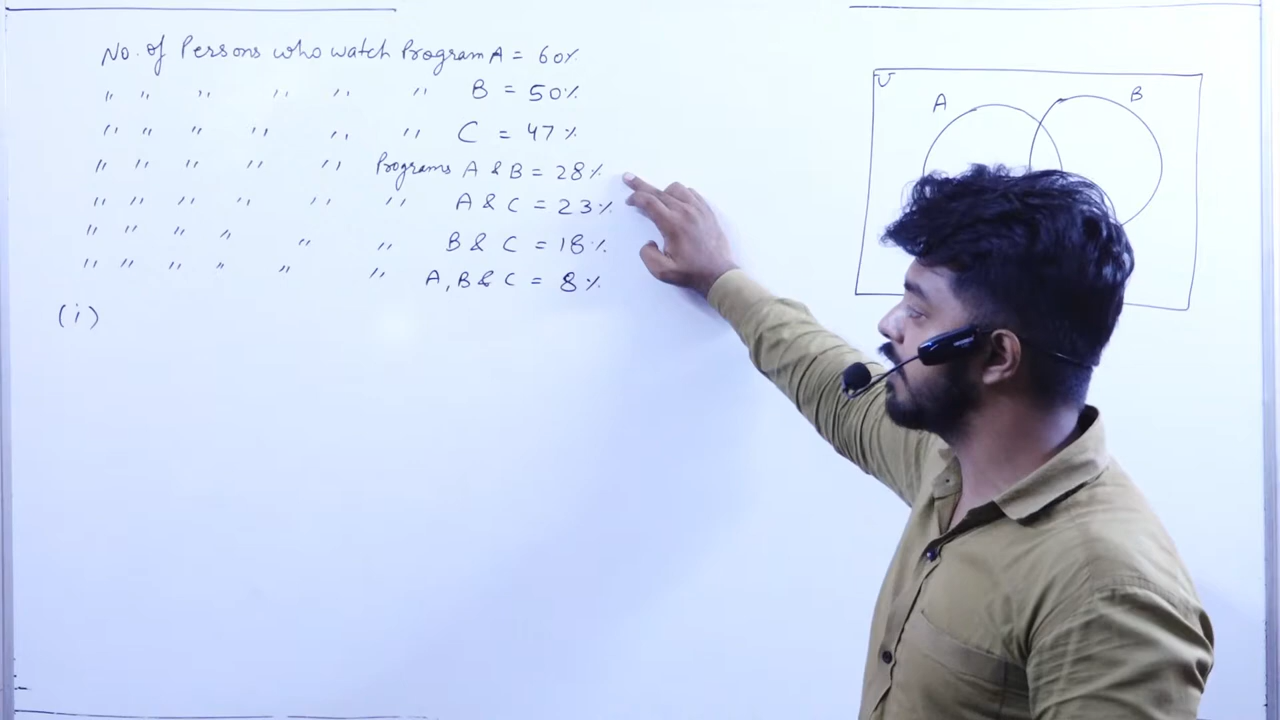 No. of Persons who watch Program A = 60%
" " " " " " B = 50%
" " " " " " C = 47%
" " " " " Programs A & B = 28%
" " " " " " A & C = 23%
" " " " " " B & C = 18%
" " " " " " A, B & C = 8%
(i)
U
A
B